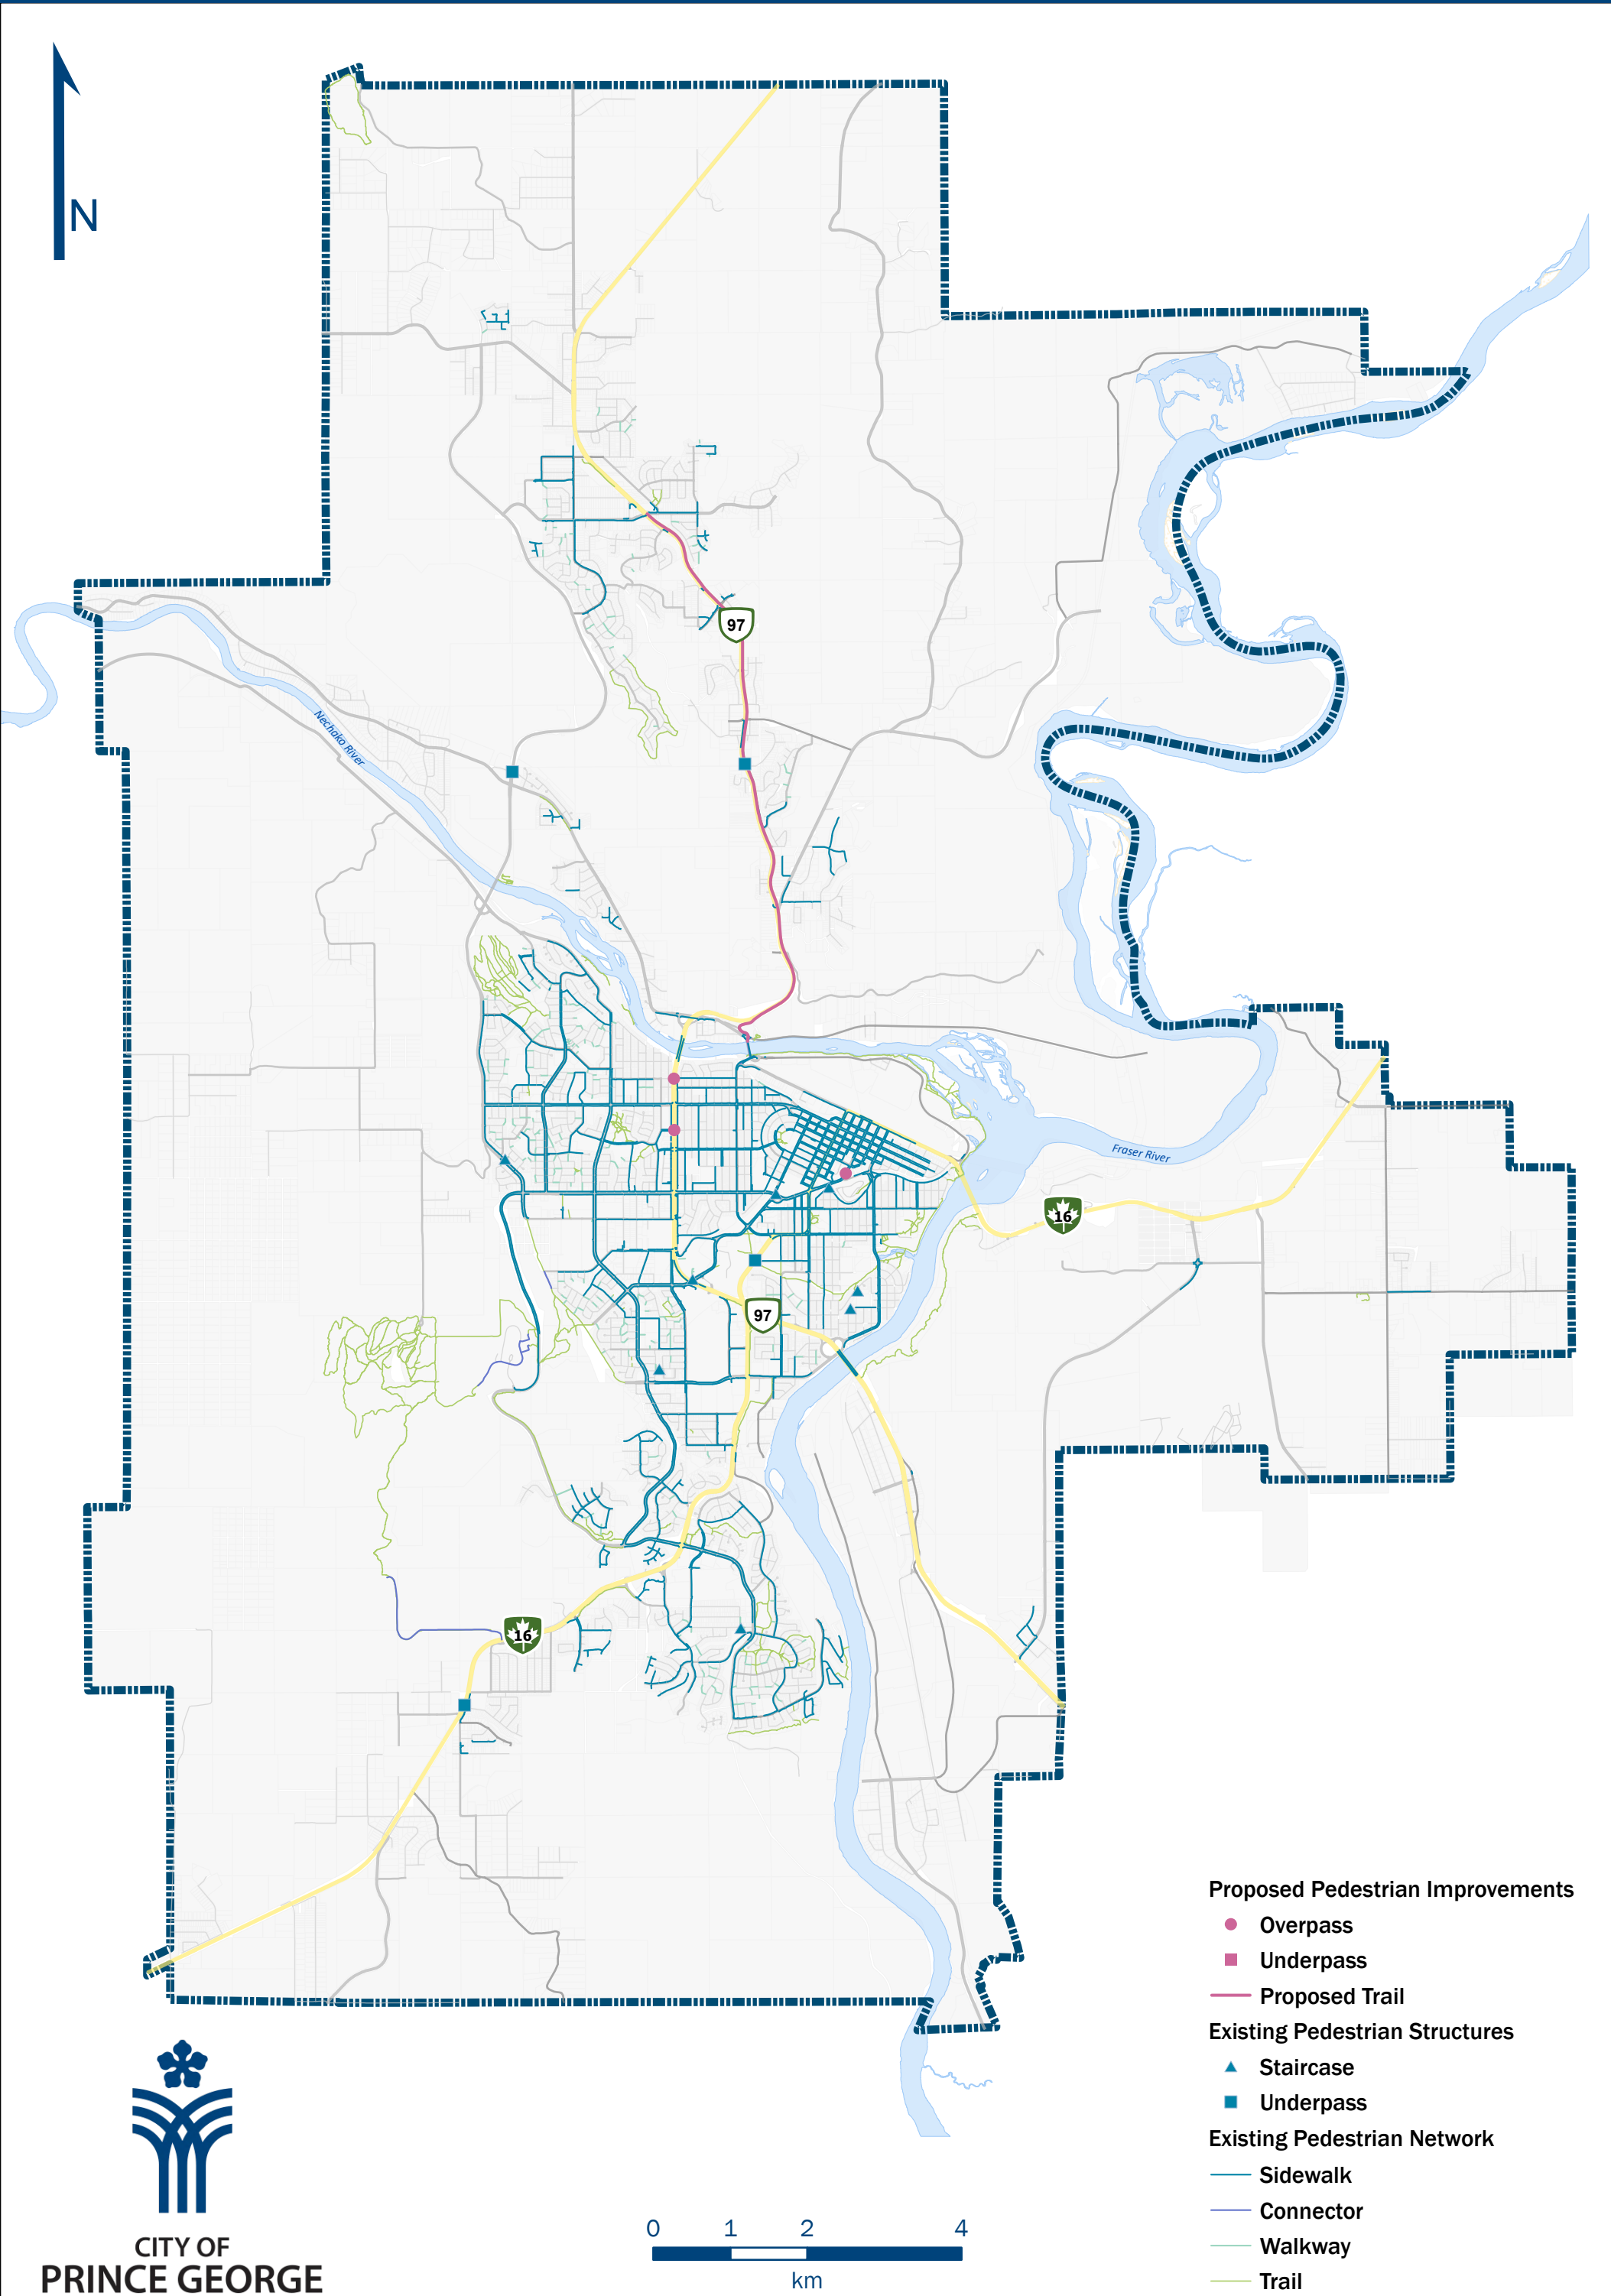 N
97
Nechako River
Fraser River
16
97
16
Proposed Pedestrian Improvements
Overpass
Underpass
Proposed Trail
Existing Pedestrian Structures
Staircase
Underpass
Existing Pedestrian Network
Sidewalk
Connector
Walkway
Trail
0 1 2 4
km
CITY OF
PRINCE GEORGE